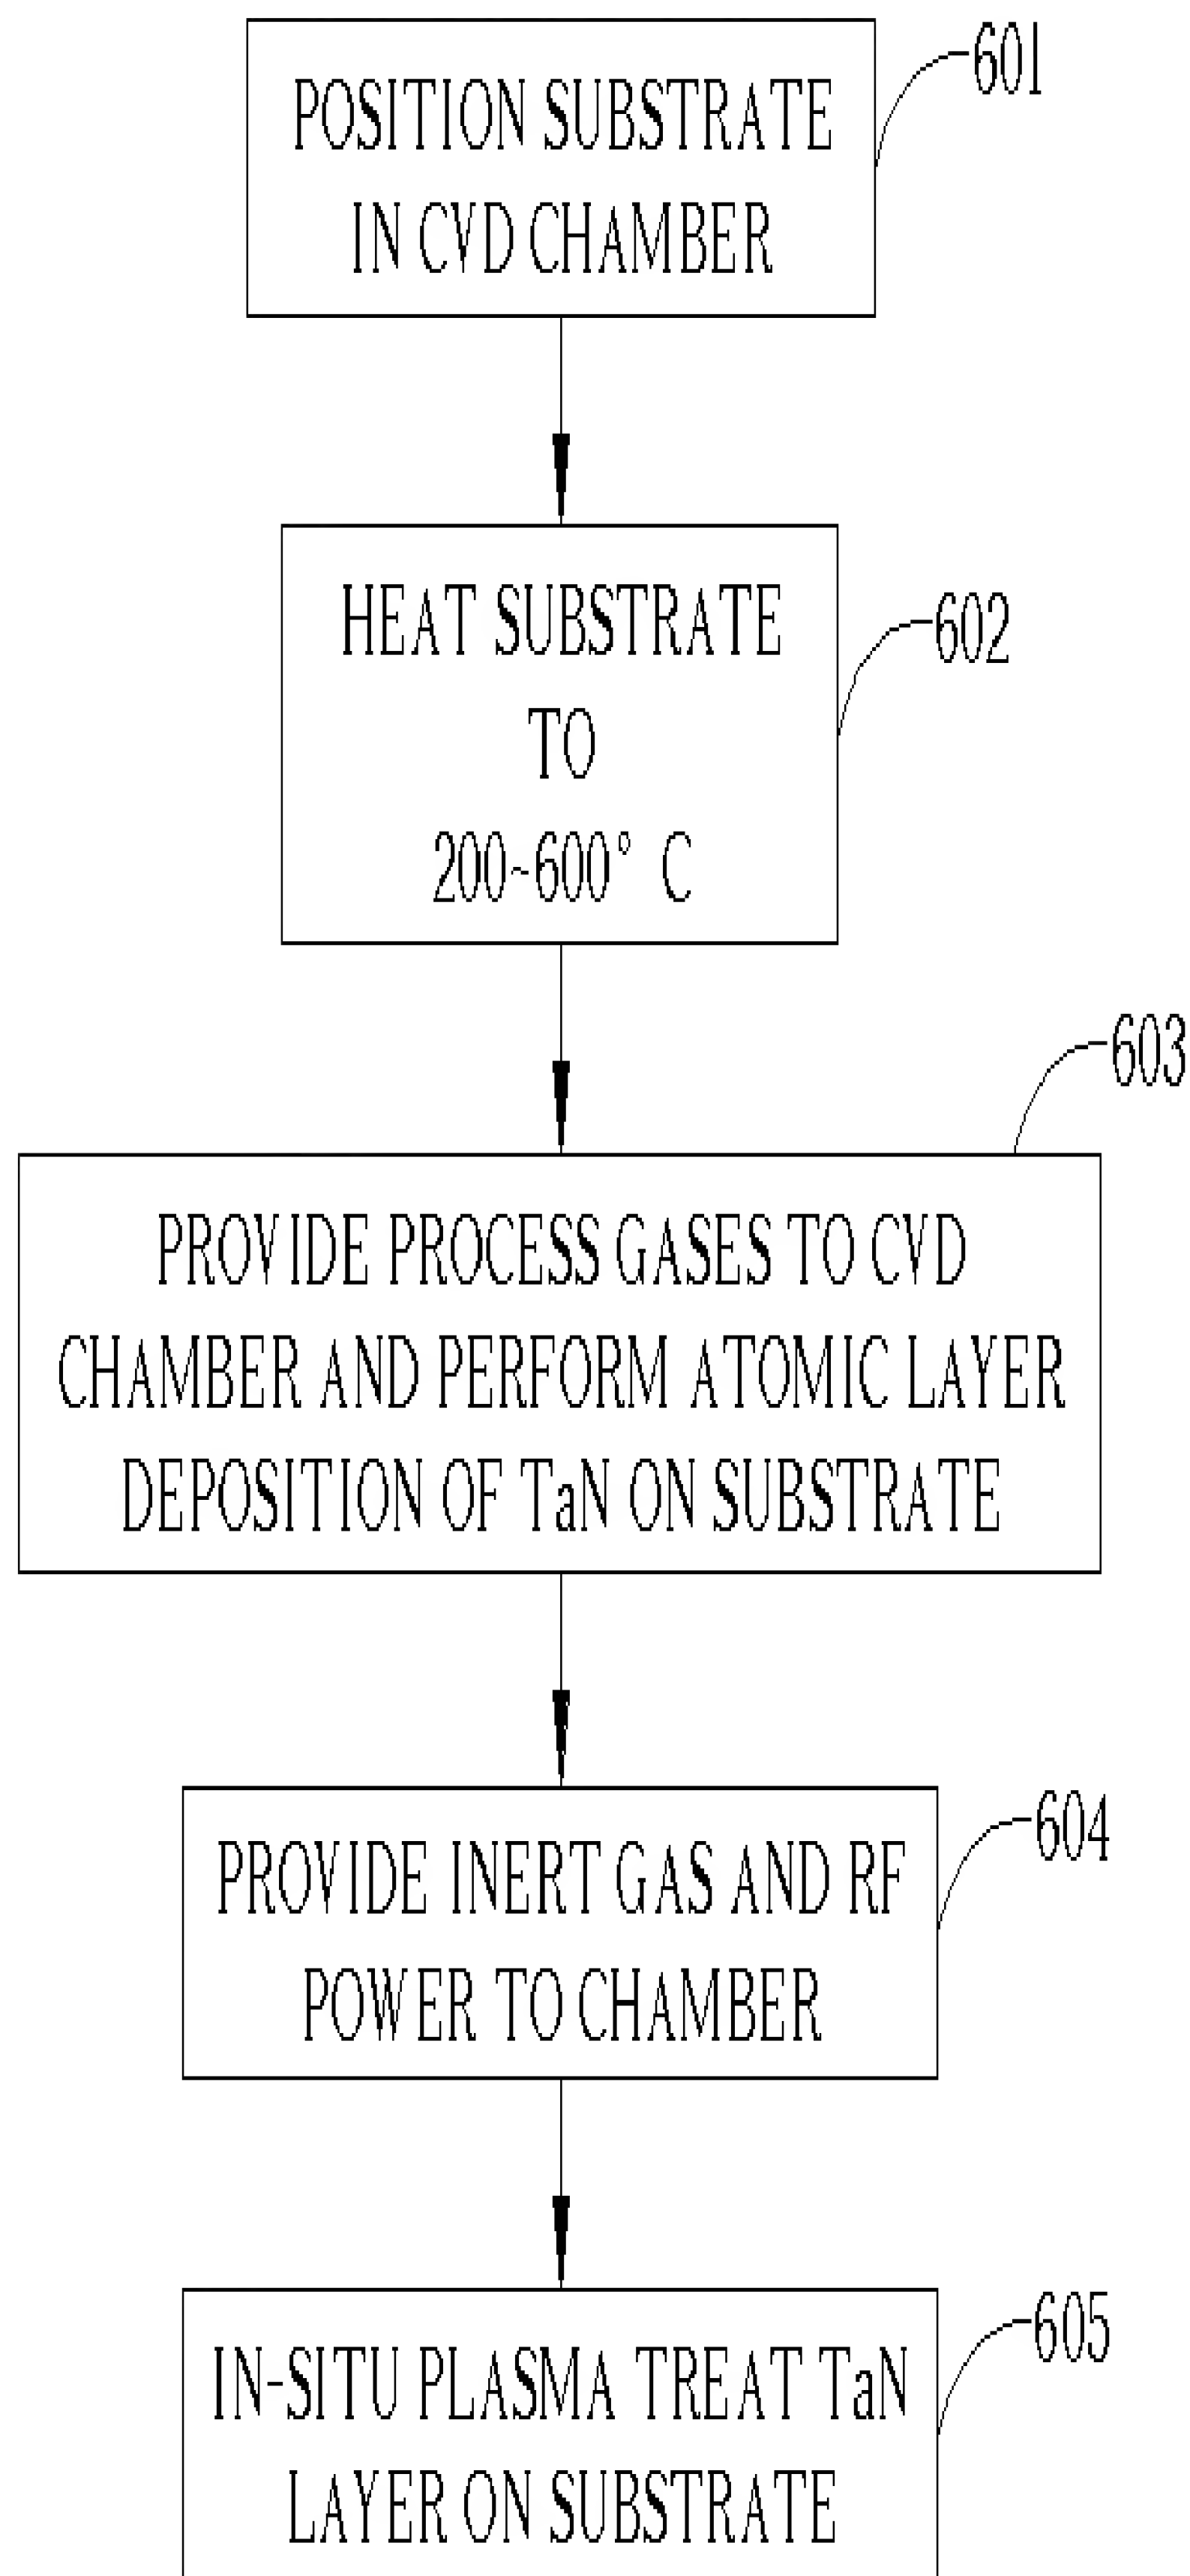 601
POSITION SUBSTRATE
IN CVD CHAMBER
602
HEAT SUBSTRATE
TO
200~600° C
603
PROVIDE PROCESS GASES TO CVD
CHAMBER AND PERFORM ATOMIC LAYER
DEPOSITION OF TaN ON SUBSTRATE
604
PROVIDE INERT GAS AND RF
POWER TO CHAMBER
605
IN-SITU PLASMA TREAT TaN
LAYER ON SUBSTRATE